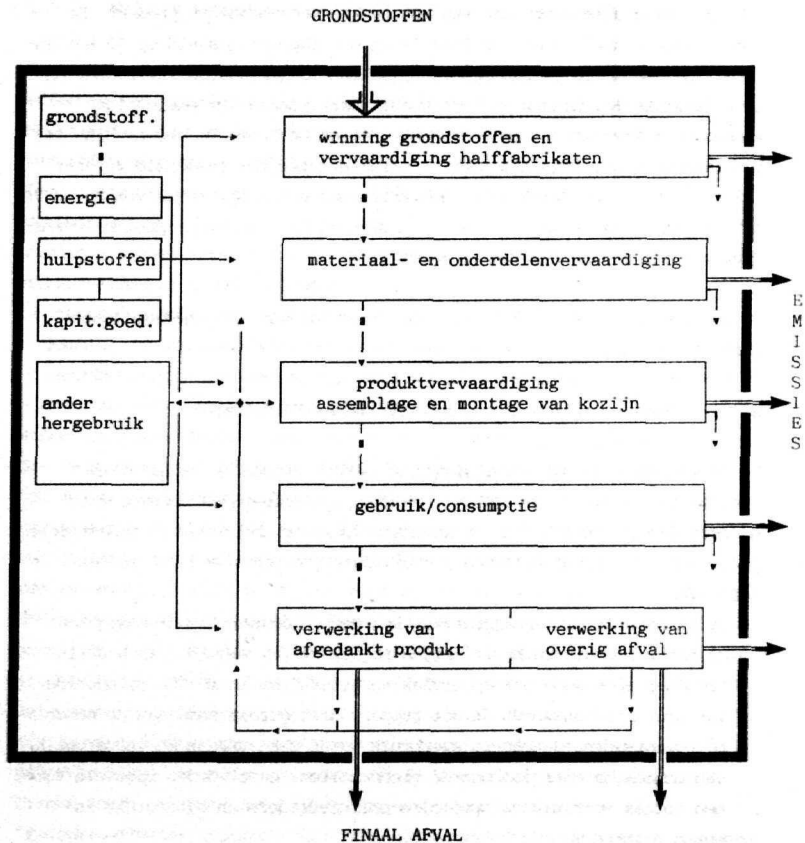 GRONDSTOFFEN
grondstoff.
energie
hulpstoffen
kapit.goed.
ander
hergebruik
winning grondstoffen en
vervaardiging halffabrikaten
materiaal- en onderdelenvervaardiging
produktvervaardiging
assemblage en montage van kozijn
gebruik/consumptie
verwerking van
afgedankt produkt
verwerking van
overig afval
EMISSIES
FINAAL AFVAL